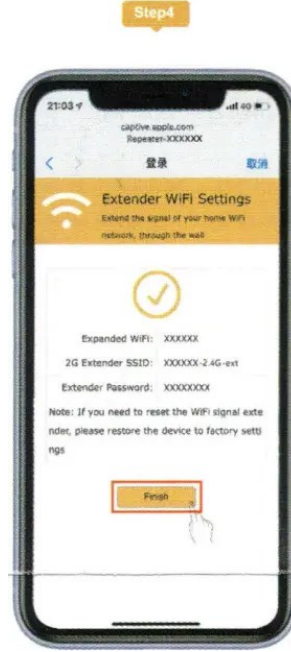 Step4
21:03
4G
captive.apple.com
Repeater-XXXXXX
< > 登录 取消
Extender WiFi Settings
Extend the signal of your home WiFi
network, through the wall
Expanded WiFi: XXXXXX
2G Extender SSID: XXXXXX-2.4G-ext
Extender Password: XXXXXXXX
Note: If you need to reset the WiFi signal exte
nder, please restore the device to factory setti
ngs
Finish